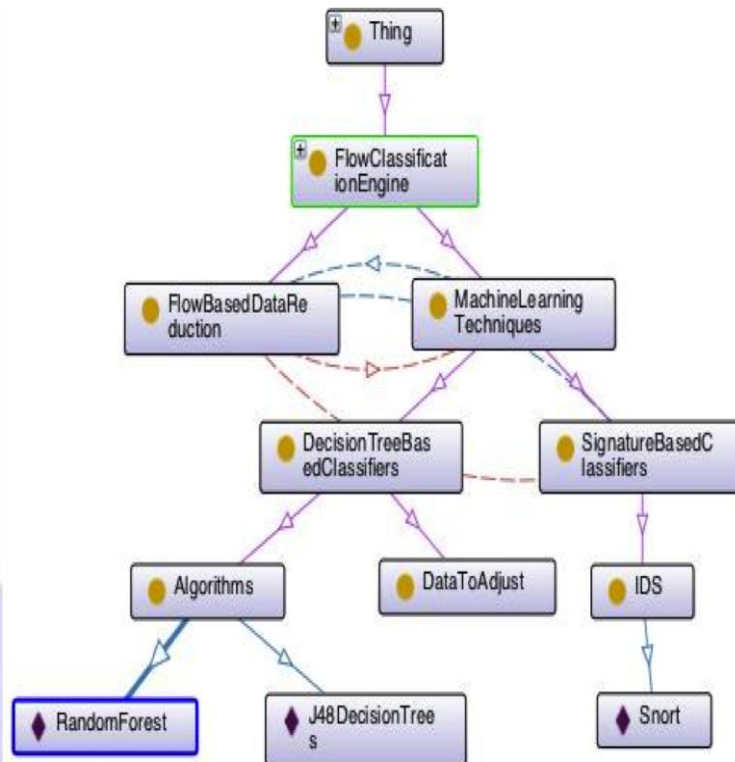 Thing
FlowClassificat
ionEngine
FlowBasedDataRe
duction
MachineLearning
Techniques
DecisionTreeBas
edClassifiers
SignatureBasedC
lassifiers
Algorithms
DataToAdjust
IDS
RandomForest
J48DecisionTree
s
Snort